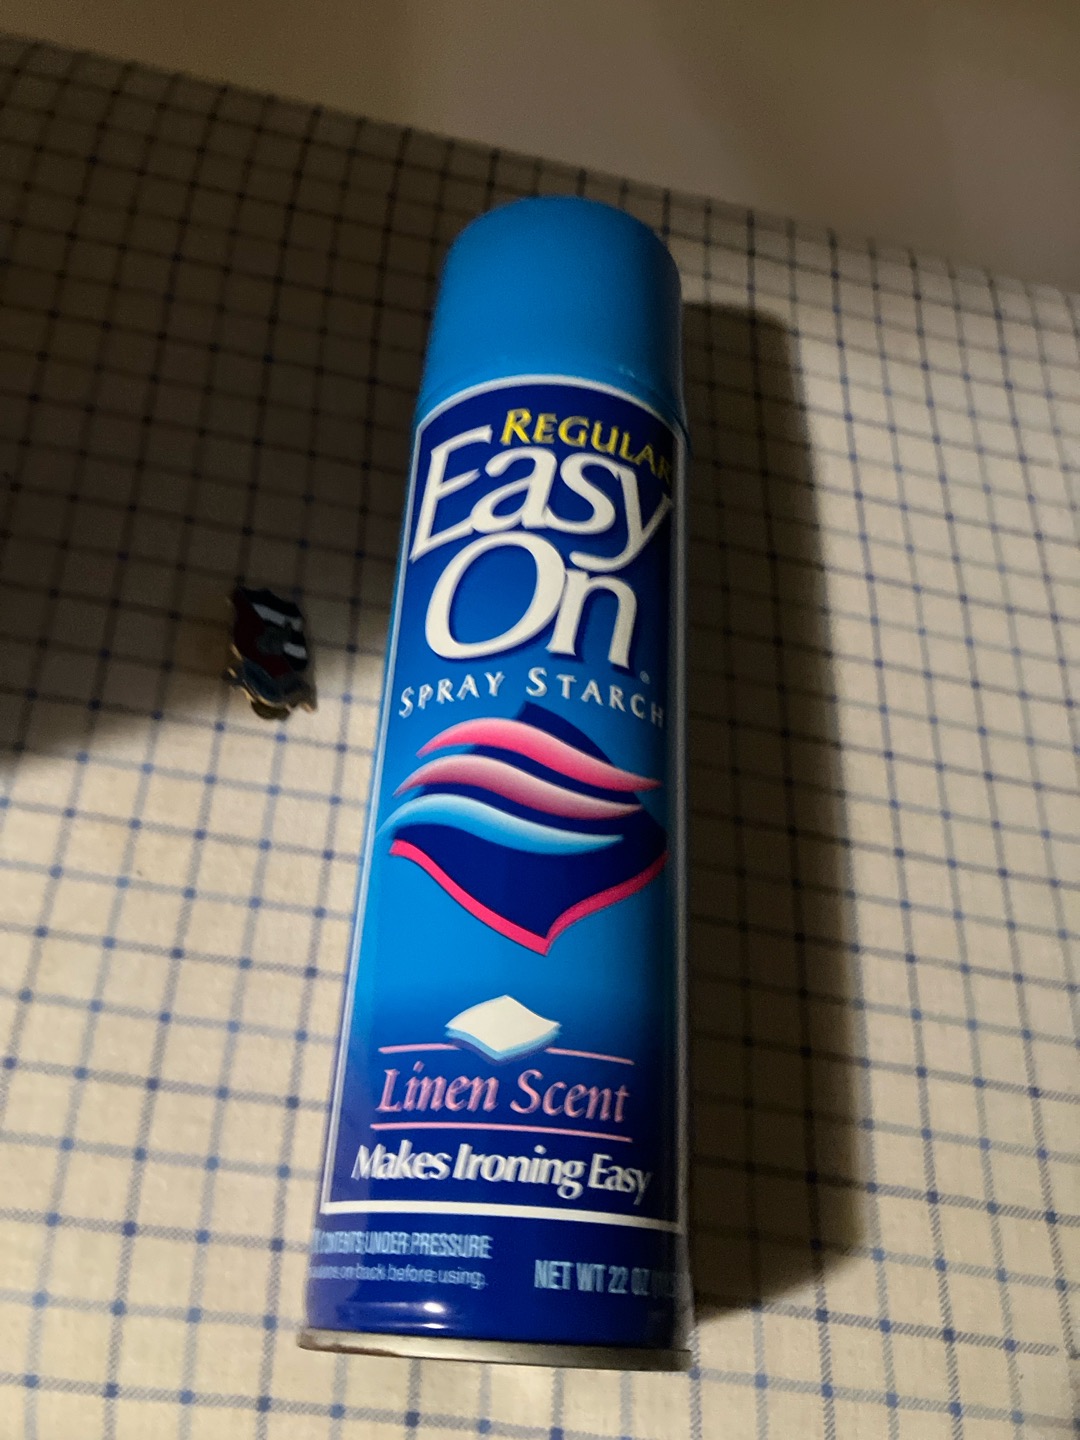 REGULAR
Easy
On
SPRAY STARCH
Linen Scent
Makes Ironing Easy
CONTENTS UNDER PRESSURE
on back before using.
NET WT 22 OZ